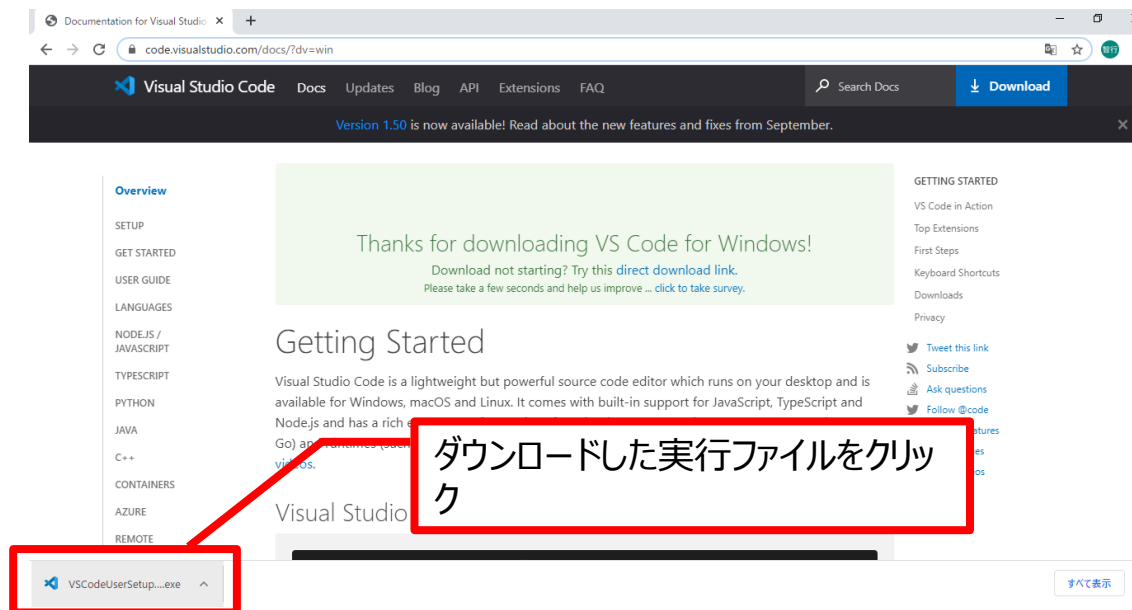 Documentation for Visual Studio
code.visualstudio.com/docs/?dv=win
智行
Visual Studio Code Docs Updates Blog API Extensions FAQ Search Docs Download
Version 1.50 is now available! Read about the new features and fixes from September.
Overview
SETUP
GET STARTED
USER GUIDE
LANGUAGES
NODE.JS /
JAVASCRIPT
TYPESCRIPT
PYTHON
JAVA
C++
CONTAINERS
AZURE
REMOTE
Thanks for downloading VS Code for Windows!
Download not starting? Try this direct download link.
Please take a few seconds and help us improve ... click to take survey.
Getting Started
Visual Studio Code is a lightweight but powerful source code editor which runs on your desktop and is
available for Windows, macOS and Linux. It comes with built-in support for JavaScript, TypeScript and
Node.js and has a rich
Go) and runtimes (such
videos.
Visual Studio
GETTING STARTED
VS Code in Action
Top Extensions
First Steps
Keyboard Shortcuts
Downloads
Privacy
Tweet this link
Subscribe
Ask questions
Follow @code
ダウンロードした実行ファイルをクリッ
ク
VSCodeUserSetup....exe
すべて表示